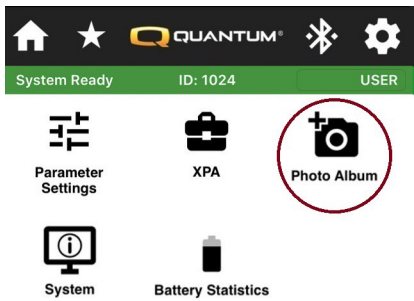 QUANTUM®
System Ready ID: 1024 USER
Parameter
Settings
XPA
Photo Album
System
Battery Statistics